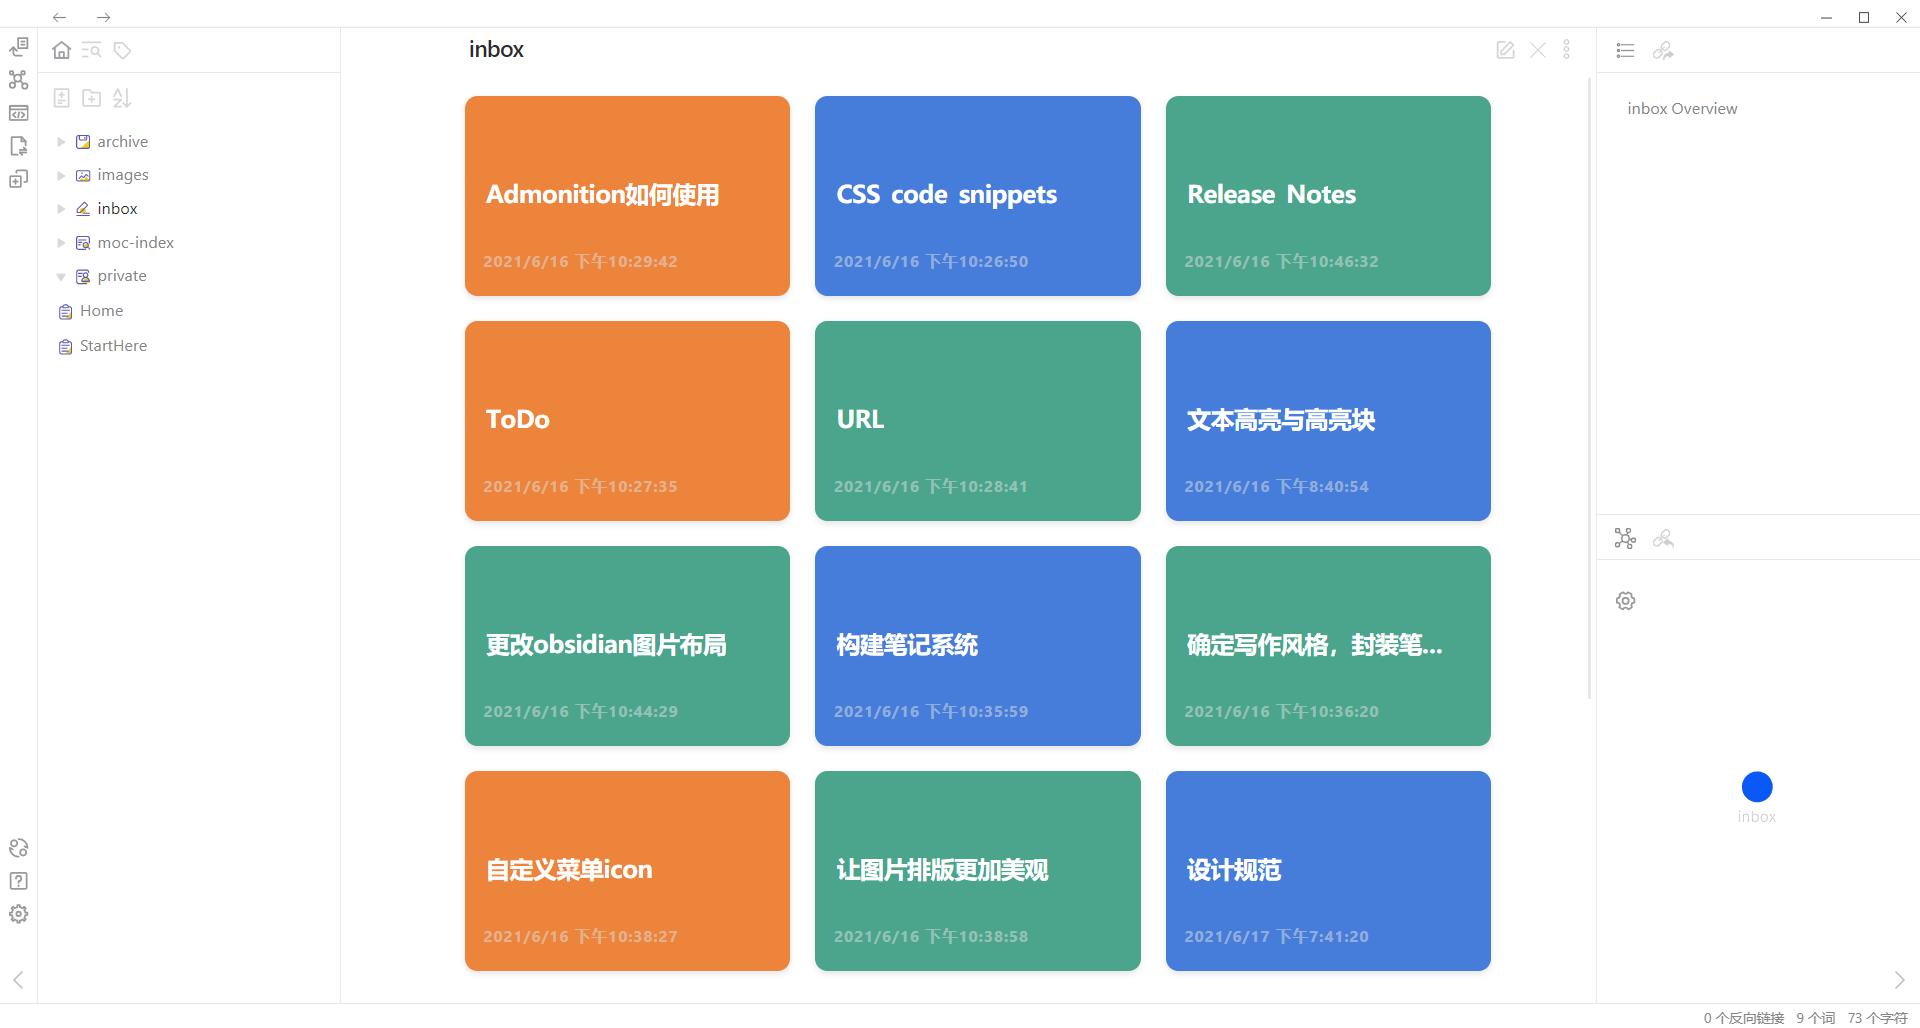 archive
images
inbox
moc-index
private
Home
StartHere
inbox
Admonition如何使用
2021/6/16 下午10:29:42
CSS code snippets
2021/6/16 下午10:26:50
Release Notes
2021/6/16 下午10:46:32
ToDo
2021/6/16 下午10:27:35
URL
2021/6/16 下午10:28:41
文本高亮与高亮块
2021/6/16 下午8:40:54
更改obsidian图片布局
2021/6/16 下午10:44:29
构建笔记系统
2021/6/16 下午10:35:59
确定写作风格，封装笔...
2021/6/16 下午10:36:20
自定义菜单icon
2021/6/16 下午10:38:27
让图片排版更加美观
2021/6/16 下午10:38:58
设计规范
2021/6/17 下午7:41:20
inbox Overview
inbox
0 个反向链接 9 个词 73 个字符